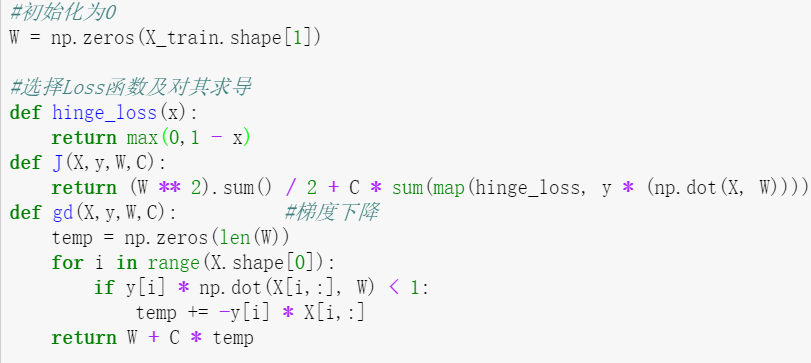 #初始化为0
W = np.zeros(X_train.shape[1])
#选择Loss函数及对其求导
def hinge_loss(x):
    return max(0,1 - x)
def J(X,y,W,C):
    return (W ** 2).sum() / 2 + C * sum(map(hinge_loss, y * (np.dot(X, W))))
def gd(X,y,W,C):          #梯度下降
    temp = np.zeros(len(W))
    for i in range(X.shape[0]):
        if y[i] * np.dot(X[i,:], W) < 1:
            temp += -y[i] * X[i,:]
    return W + C * temp